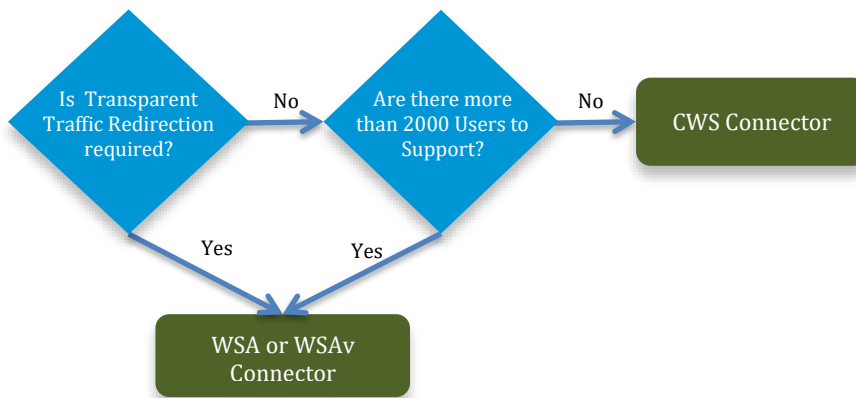 Is Transparent
Traffic Redirection
required?
No
Are there more
than 2000 Users to
Support?
No
CWS Connector
Yes
Yes
WSA or WSAv
Connector